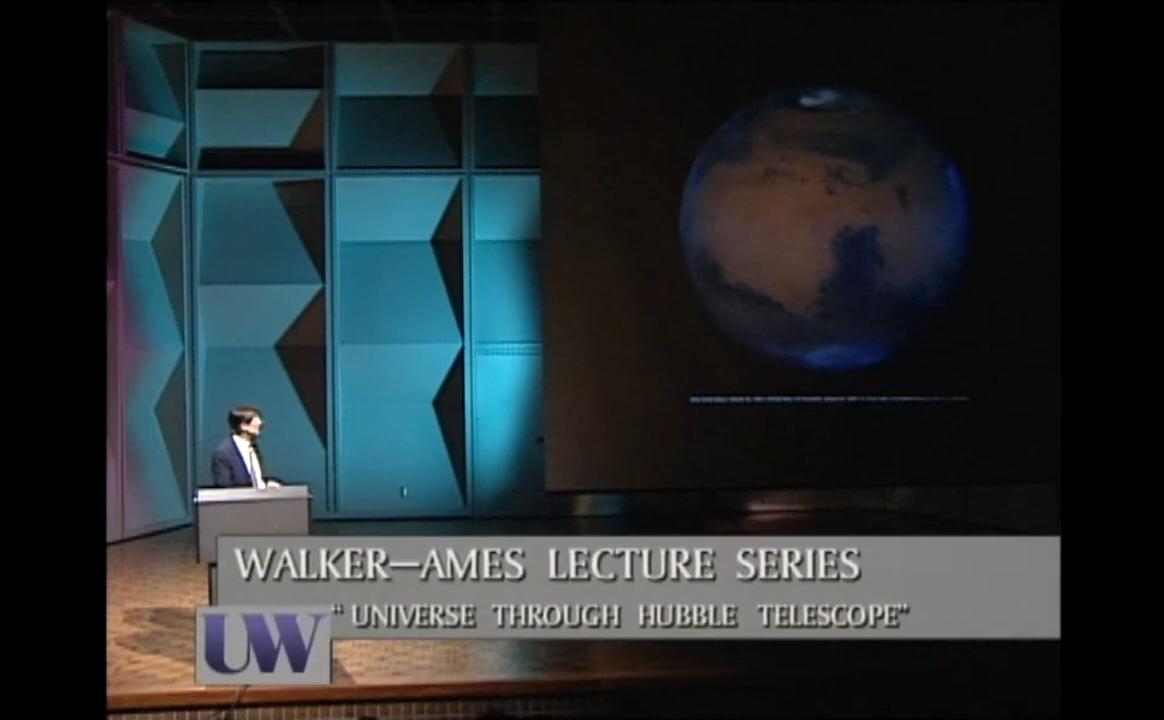 WALKER–AMES LECTURE SERIES
"UNIVERSE THROUGH HUBBLE TELESCOPE"
UW